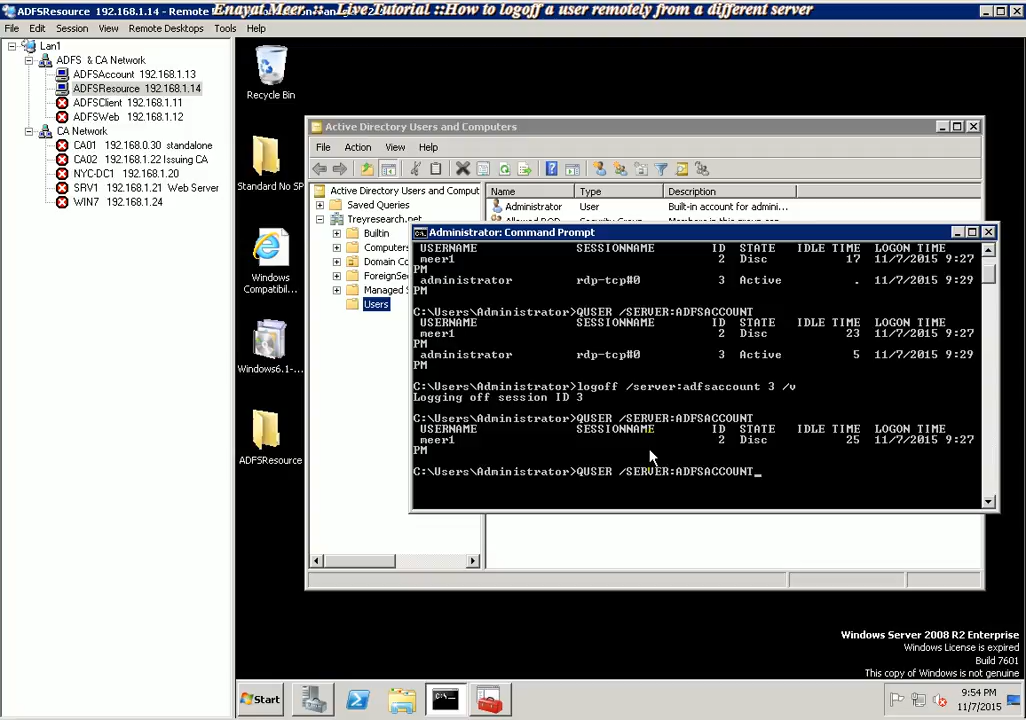 ADFSResource 192.168.1.14 - Remote
Enayat Meer :: Live Tutorial ::How to logoff a user remotely from a different server
File Edit Session View Remote Desktops Tools Help
Lan1
ADFS & CA Network
ADFSAccount 192.168.1.13
ADFSResource 192.168.1.14
ADFSClient 192.168.1.11
ADFSWeb 192.168.1.12
CA Network
CA01 192.168.0.30 standalone
CA02 192.168.1.22 Issuing CA
NYC-DC1 192.168.1.20
SRV1 192.168.1.21 Web Server
WIN7 192.168.1.24
Recycle Bin
Standard No SP
Windows
Compatibil...
Windows6.1-...
ADFSResource
Active Directory Users and Computers
File Action View Help
Active Directory Users and Comput
Saved Queries
Treyresearch.net
Builtin
Computers
Domain Co
ForeignSec
Managed S
Users
Name Type Description
Administrator User Built-in account for admini...
Administrator: Command Prompt
USERNAME SESSIONNAME ID STATE IDLE TIME LOGON TIME
meer1 2 Disc 17 11/7/2015 9:27
PM
administrator rdp-tcp#0 3 Active . 11/7/2015 9:29
PM
C:\Users\Administrator>QUSER /SERVER:ADFSACCOUNT
USERNAME SESSIONNAME ID STATE IDLE TIME LOGON TIME
meer1 2 Disc 23 11/7/2015 9:27
PM
administrator rdp-tcp#0 3 Active 5 11/7/2015 9:29
PM
C:\Users\Administrator>logoff /server:adfsaccount 3 /v
Logging off session ID 3
C:\Users\Administrator>QUSER /SERVER:ADFSACCOUNT
USERNAME SESSIONNAME ID STATE IDLE TIME LOGON TIME
meer1 2 Disc 25 11/7/2015 9:27
PM
C:\Users\Administrator>QUSER /SERVER:ADFSACCOUNT_
Windows Server 2008 R2 Enterprise
Windows License is expired
Build 7601
This copy of Windows is not genuine
Start
9:54 PM
11/7/2015